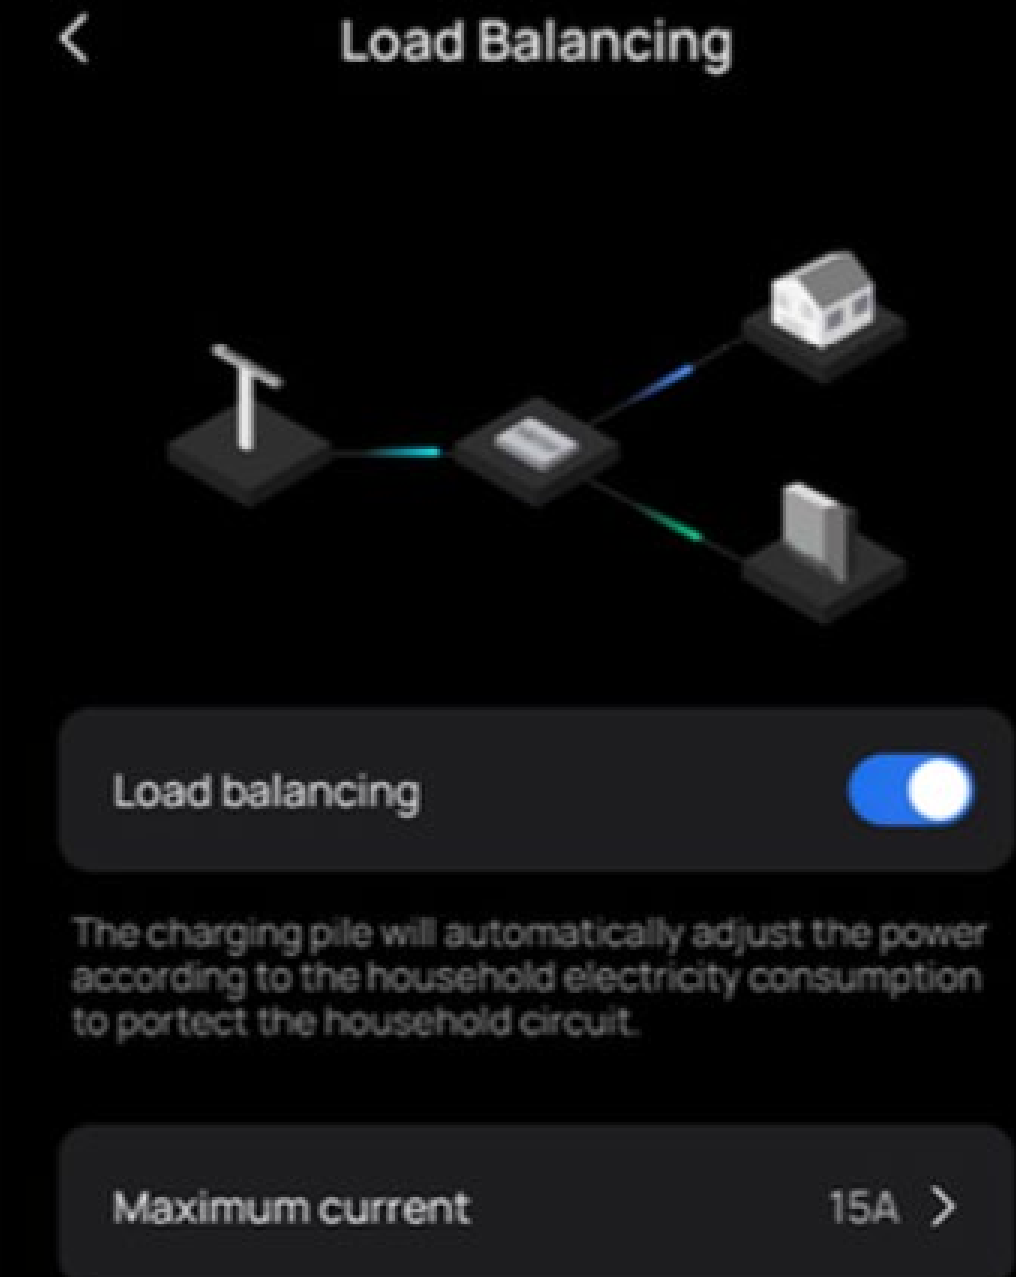 Load Balancing
Load balancing
The charging pile will automatically adjust the power
according to the household electricity consumption
to portect the household circuit.
Maximum current 15A